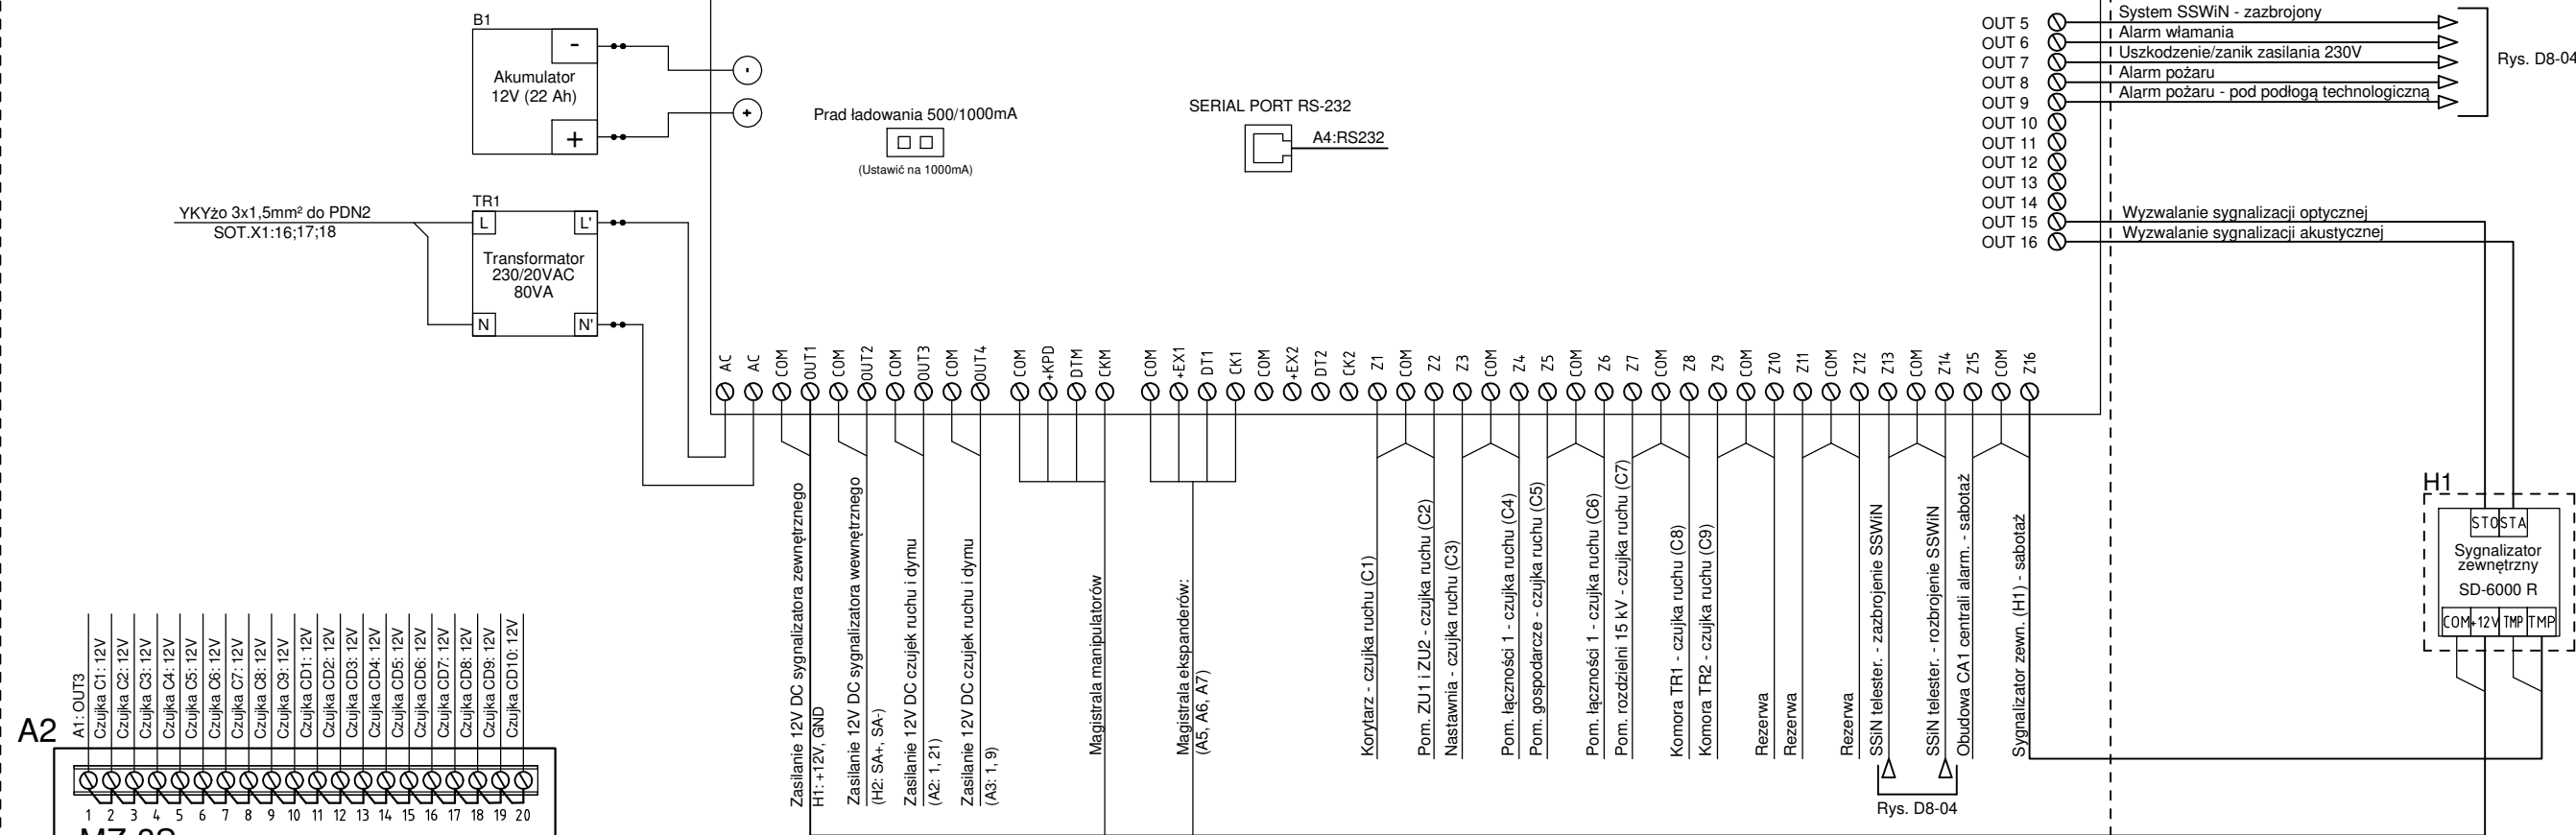 B1
-
Akumulator
12V (22 Ah)
+
-
+
Prąd ładowania 500/1000mA
(Ustawić na 1000mA)
SERIAL PORT RS-232
A4:RS232
OUT 5
OUT 6
OUT 7
OUT 8
OUT 9
OUT 10
OUT 11
OUT 12
OUT 13
OUT 14
OUT 15
OUT 16
System SSWiN - zazbrojony
Alarm włamania
Uszkodzenie/zanik zasilania 230V
Alarm pożaru
Alarm pożaru - pod podłogą technologiczną
Rys. D8-04
Wyzwalanie sygnalizacji optycznej
Wyzwalanie sygnalizacji akustycznej
YKYżo 3x1,5mm² do PDN2
SOT.X1:16;17;18
TR1
L
L'
Transformator
230/20VAC
80VA
N
N'
AC
AC
COM
OUT1
COM
OUT2
COM
OUT3
COM
OUT4
COM
+KPD
DTM
CKM
COM
+EX1
DT1
CK1
COM
+EX2
DT2
CK2
Z1
COM
Z2
Z3
COM
Z4
Z5
COM
Z6
Z7
COM
Z8
Z9
COM
Z10
Z11
COM
Z12
Z13
COM
Z14
Z15
COM
Z16
Zasilanie 12V DC sygnalizatora zewnętrznego
H1: +12V, GND
Zasilanie 12V DC sygnalizatora wewnętrznego
(H2: SA+, SA-)
Zasilanie 12V DC czujek ruchu i dymu
(A2: 1, 21)
Zasilanie 12V DC czujek ruchu i dymu
(A3: 1, 9)
Magistrala manipulatorów
Magistrala ekspanderów:
(A5, A6, A7)
Korytarz - czujka ruchu (C1)
Pom. ZU1 i ZU2 - czujka ruchu (C2)
Nastawnia - czujka ruchu (C3)
Pom. łączności 1 - czujka ruchu (C4)
Pom. gospodarcze - czujka ruchu (C5)
Pom. łączności 1 - czujka ruchu (C6)
Pom. rozdzielni 15 kV - czujka ruchu (C7)
Komora TR1 - czujka ruchu (C8)
Komora TR2 - czujka ruchu (C9)
Rezerwa
Rezerwa
Rezerwa
SSiN telester. - zazbrojenie SSWiN
SSiN telester. - rozbrojenie SSWiN
Obudowa CA1 centrali alarm. - sabotaż
Sygnalizator zewn. (H1) - sabotaż
Rys. D8-04
H1
STO
STA
Sygnalizator
zewnętrzny
SD-6000 R
COM
+12V
TMP
TMP
A2
A1: OUT3
Czujka C1: 12V
Czujka C2: 12V
Czujka C3: 12V
Czujka C4: 12V
Czujka C5: 12V
Czujka C6: 12V
Czujka C7: 12V
Czujka C8: 12V
Czujka C9: 12V
Czujka CD1: 12V
Czujka CD2: 12V
Czujka CD3: 12V
Czujka CD4: 12V
Czujka CD5: 12V
Czujka CD6: 12V
Czujka CD7: 12V
Czujka CD8: 12V
Czujka CD9: 12V
Czujka CD10: 12V
1 2 3 4 5 6 7 8 9 10 11 12 13 14 15 16 17 18 19 20